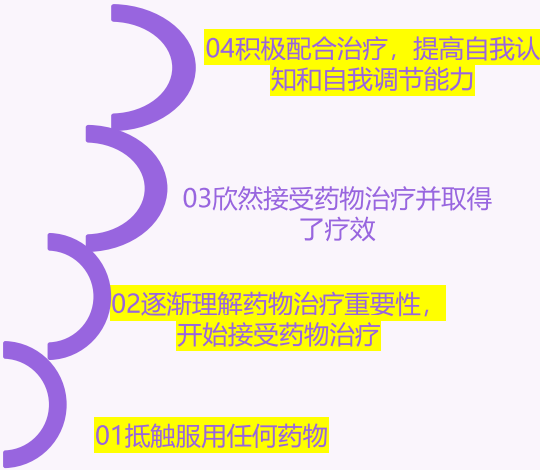 04积极配合治疗，提高自我认
知和自我调节能力
03欣然接受药物治疗并取得
了疗效
02逐渐理解药物治疗重要性，
开始接受药物治疗
01抵触服用任何药物